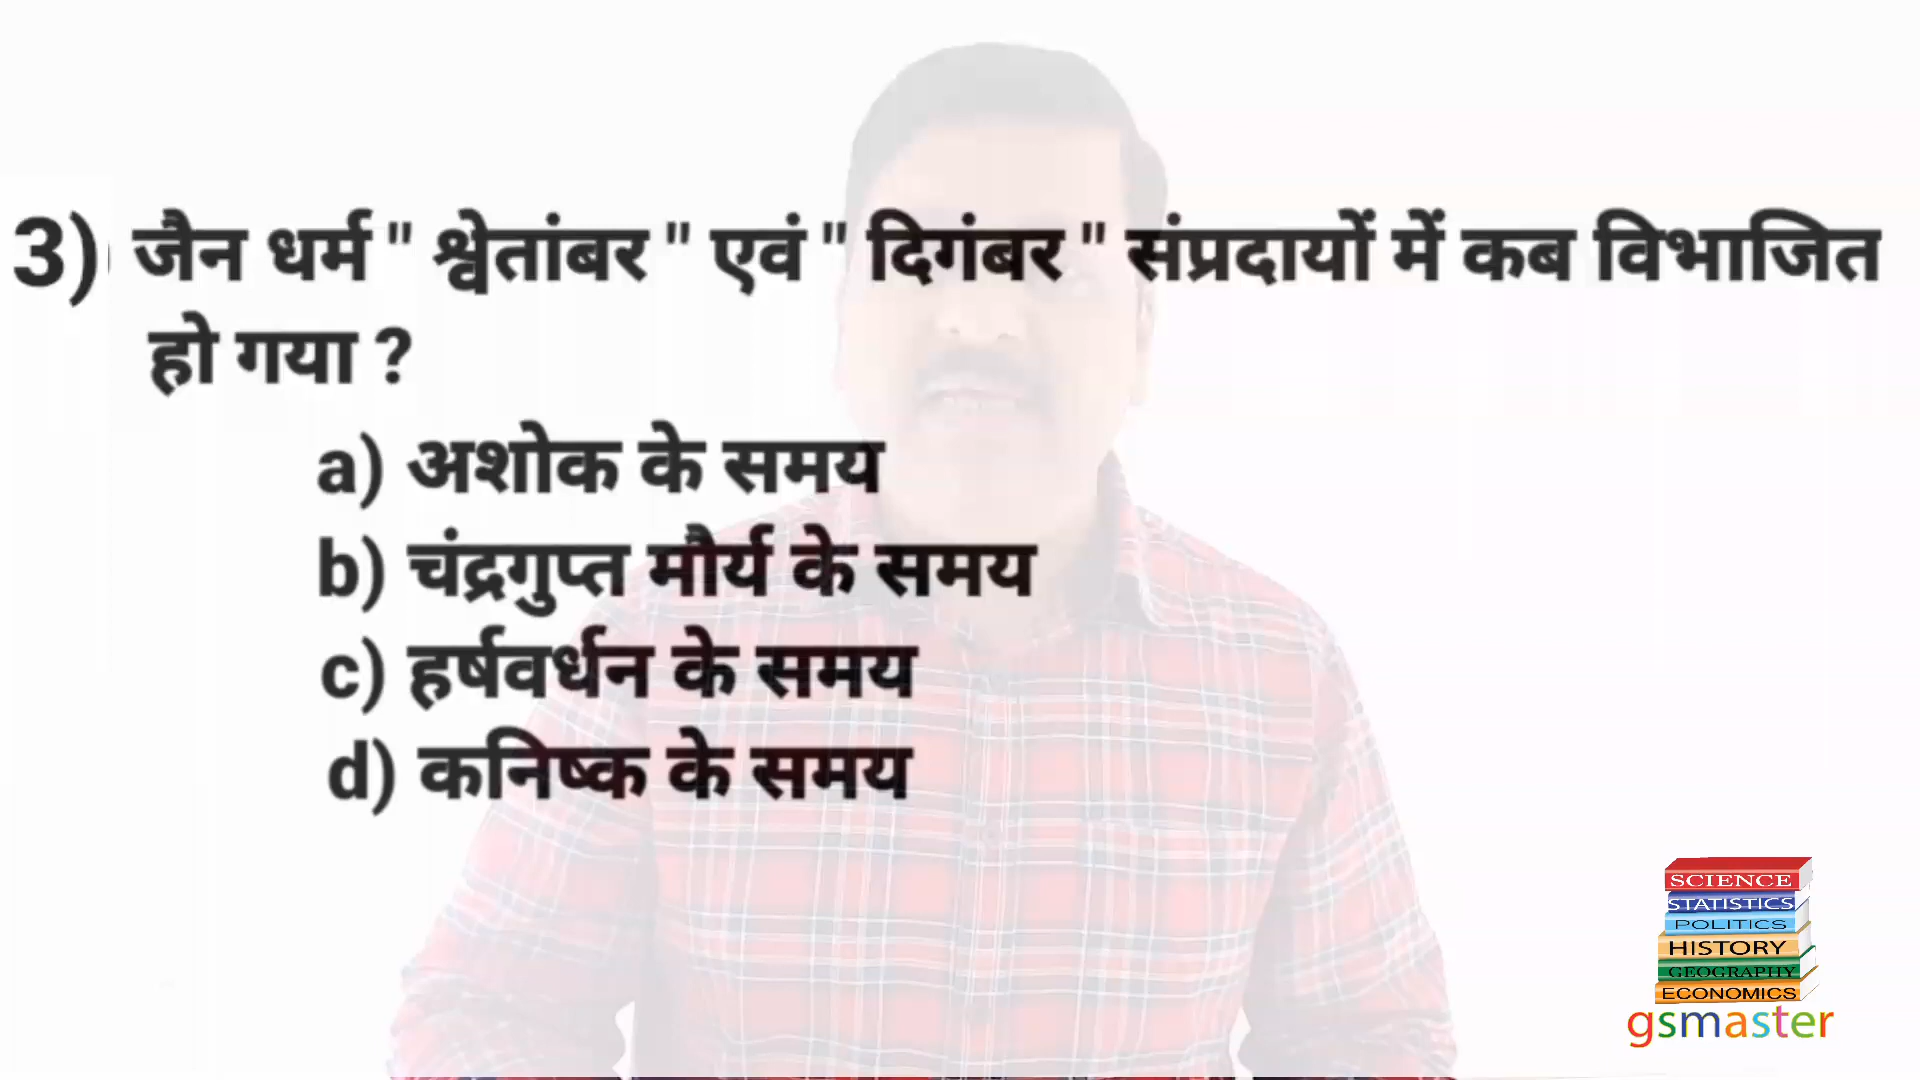 3) जैन धर्म " श्वेतांबर " एवं " दिगंबर " संप्रदायों में कब विभाजित
हो गया ?
a) अशोक के समय
b) चंद्रगुप्त मौर्य के समय
c) हर्षवर्धन के समय
d) कनिष्क के समय
SCIENCE
STATISTICS
POLITICS
HISTORY
GEOGRAPHY
ECONOMICS
gsmaster